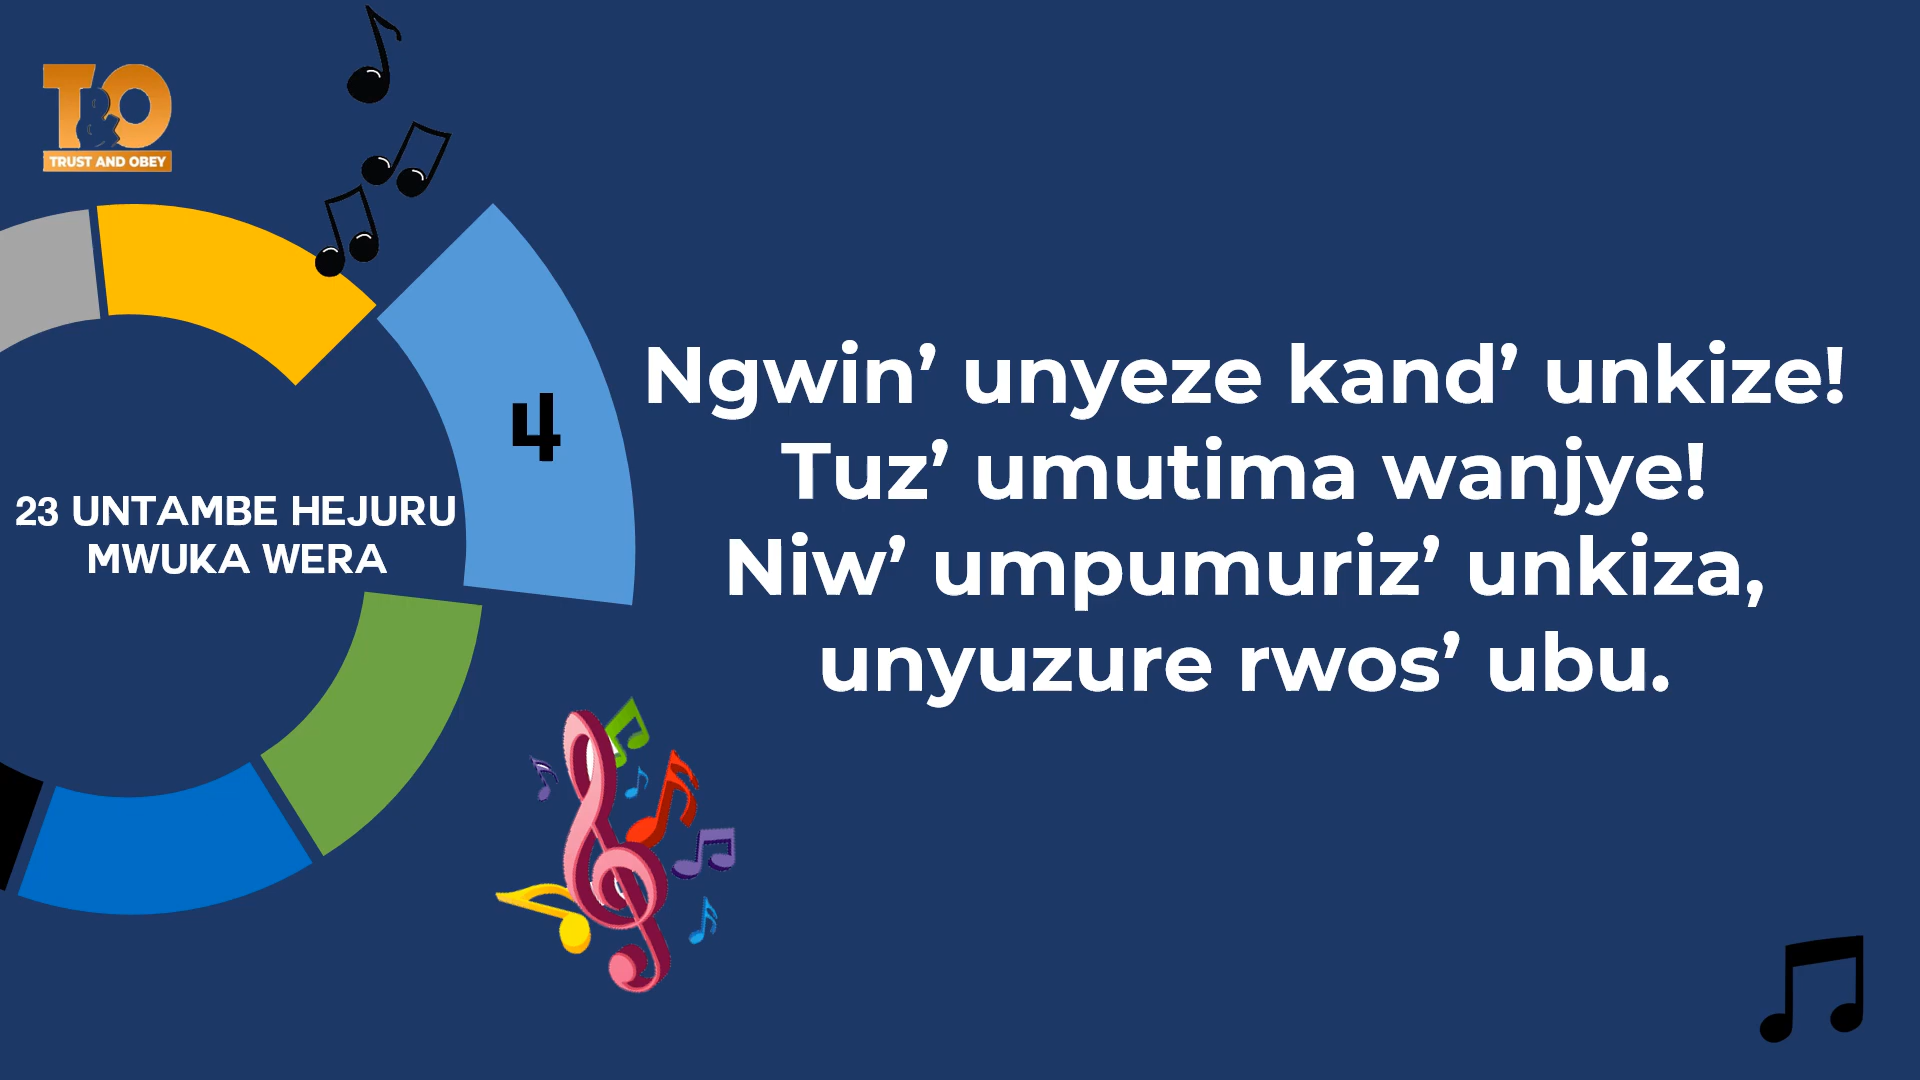 T&O
TRUST AND OBEY
4
23 UNTAMBE HEJURU
MWUKA WERA
Ngwin’ unyeze kand’ unkize!
Tuz’ umutima wanjye!
Niw’ umpumuriz’ unkiza,
unyuzure rwos’ ubu.